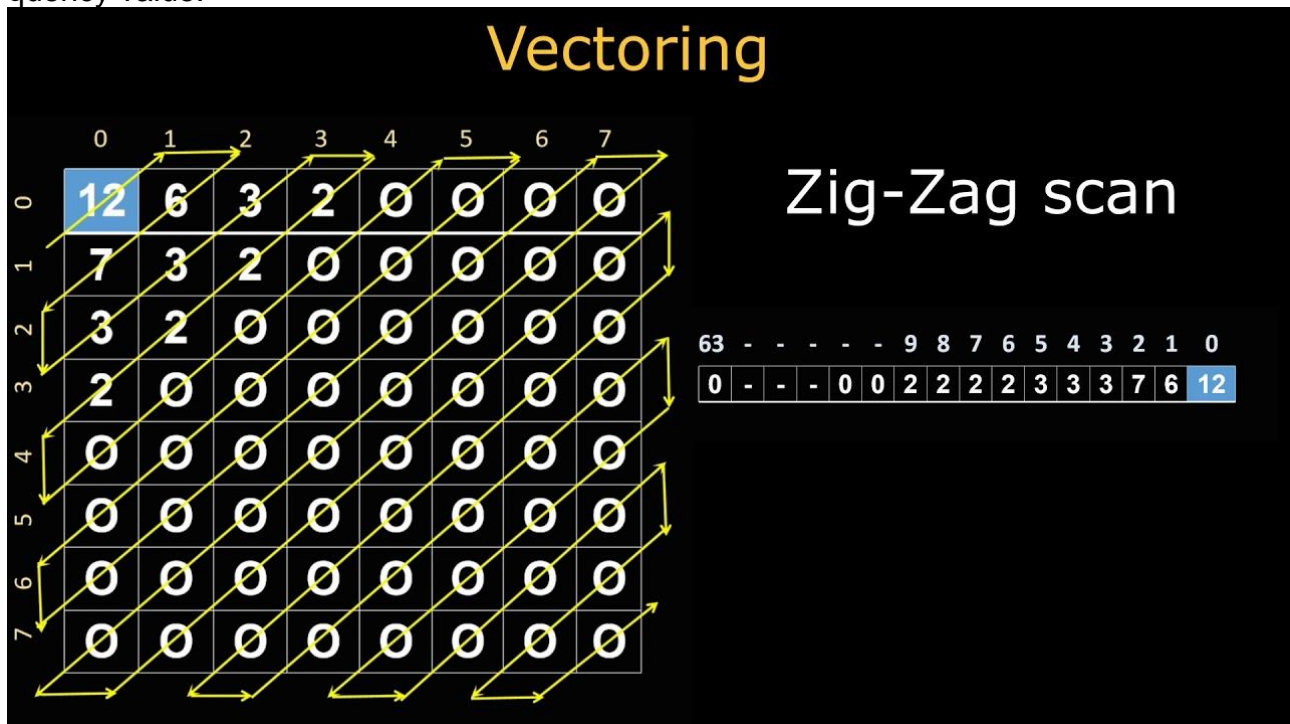 quency value.
Vectoring
Zig-Zag scan
0 1 2 3 4 5 6 7
0 12 6 3 2 0 0 0 0
1 7 3 2 0 0 0 0 0
2 3 2 0 0 0 0 0 0
3 2 0 0 0 0 0 0 0
4 0 0 0 0 0 0 0 0
5 0 0 0 0 0 0 0 0
6 0 0 0 0 0 0 0 0
7 0 0 0 0 0 0 0 0
63 - - - - - 9 8 7 6 5 4 3 2 1 0
0 - - - 0 0 2 2 2 2 3 3 3 7 6 12